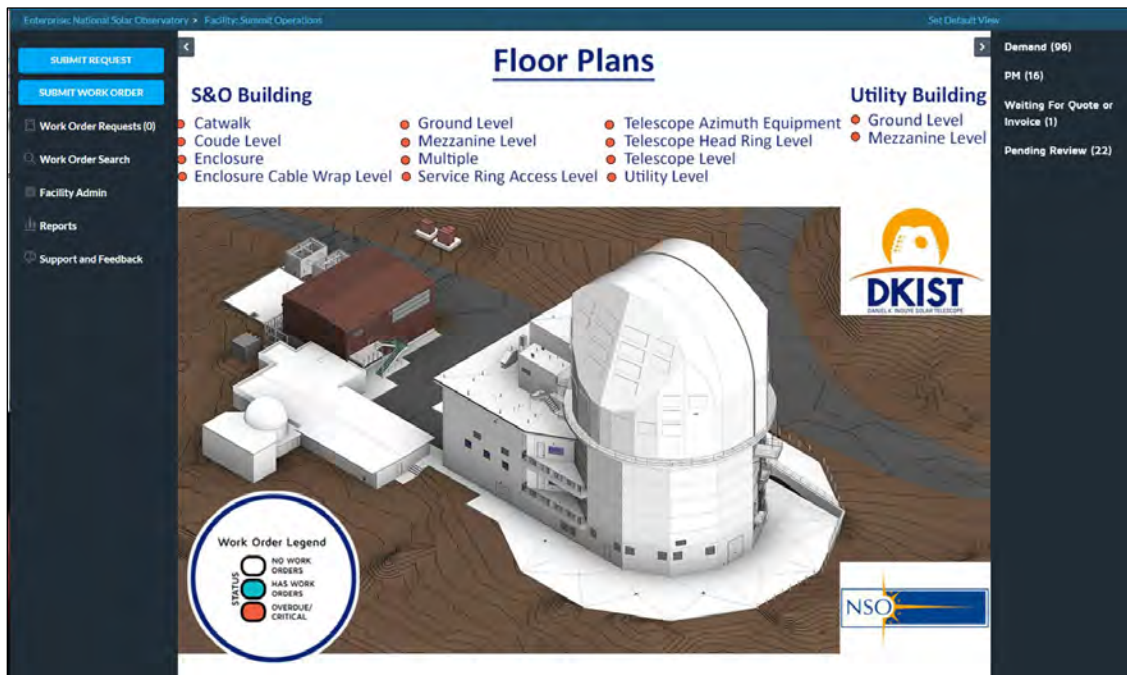 Enterprise: National Solar Observatory > Facility: Summit Operations
Set Default View
SUBMIT REQUEST
SUBMIT WORK ORDER
Work Order Requests (0)
Work Order Search
Facility Admin
Reports
Support and Feedback
Floor Plans
S&O Building
Catwalk
Coude Level
Enclosure
Enclosure Cable Wrap Level
Ground Level
Mezzanine Level
Multiple
Service Ring Access Level
Telescope Azimuth Equipment
Telescope Head Ring Level
Telescope Level
Utility Level
Utility Building
Ground Level
Mezzanine Level
DKIST
DANIEL K. INOUYE SOLAR TELESCOPE
Work Order Legend
STATUS
NO WORK
ORDERS
HAS WORK
ORDERS
OVERDUE/
CRITICAL
NSO
Demand (96)
PM (16)
Waiting For Quote or
Invoice (1)
Pending Review (22)